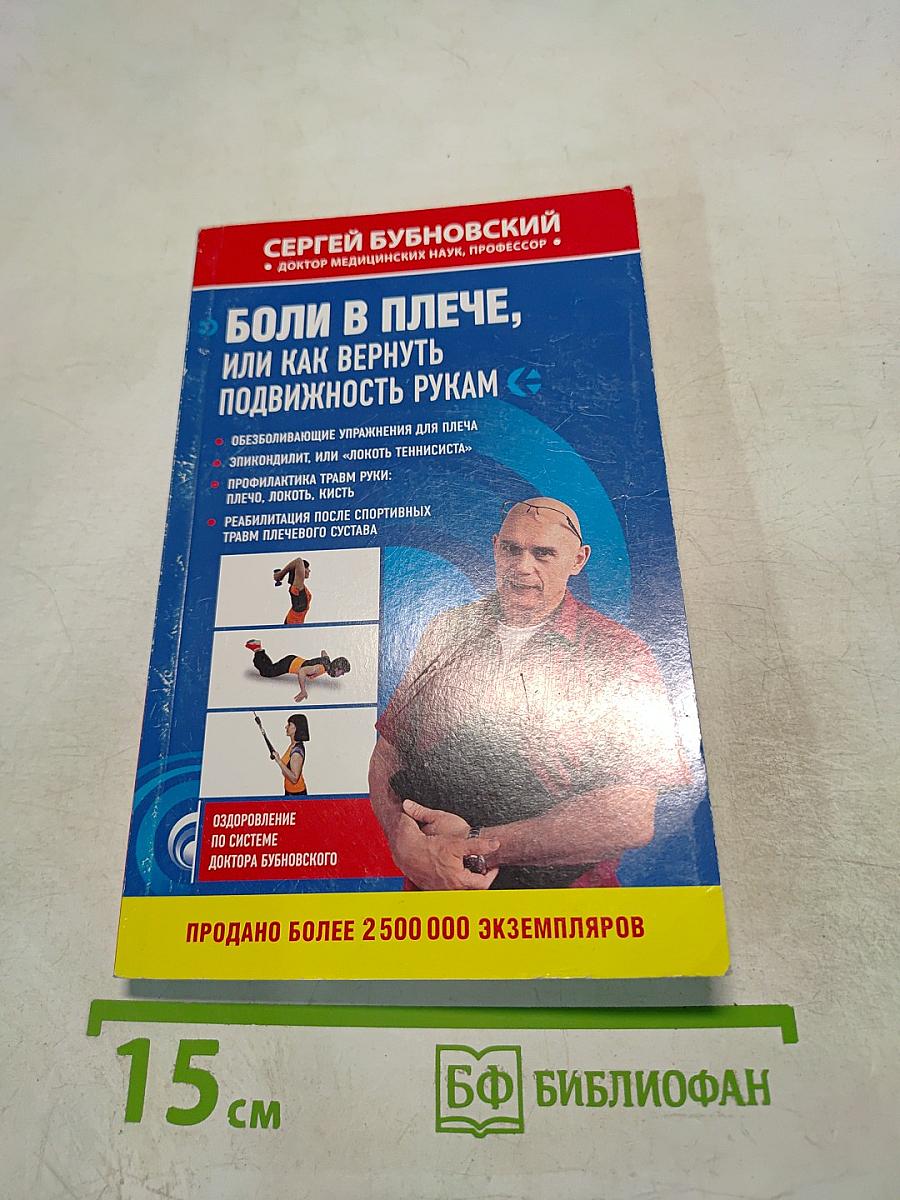 СЕРГЕЙ БУБНОВСКИЙ
• ДОКТОР МЕДИЦИНСКИХ НАУК, ПРОФЕССОР •
БОЛИ В ПЛЕЧЕ,
ИЛИ КАК ВЕРНУТЬ
ПОДВИЖНОСТЬ РУКАМ
• ОБЕЗБОЛИВАЮЩИЕ УПРАЖНЕНИЯ ДЛЯ ПЛЕЧА
• ЭПИКОНДИЛИТ, ИЛИ «ЛОКОТЬ ТЕННИСИСТА»
• ПРОФИЛАКТИКА ТРАВМ РУКИ:
ПЛЕЧО, ЛОКОТЬ, КИСТЬ
• РЕАБИЛИТАЦИЯ ПОСЛЕ СПОРТИВНЫХ
ТРАВМ ПЛЕЧЕВОГО СУСТАВА
ОЗДОРОВЛЕНИЕ
ПО СИСТЕМЕ
ДОКТОРА БУБНОВСКОГО
ПРОДАНО БОЛЕЕ 2 500 000 ЭКЗЕМПЛЯРОВ
15 см
БФ БИБЛИОФАН